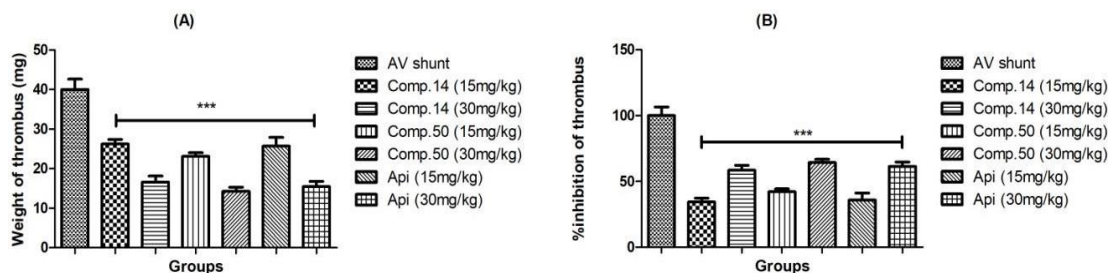 (A)
Weight of thrombus (mg)
50
40
30
20
10
0
***
Groups
AV shunt
Comp.14 (15mg/kg)
Comp.14 (30mg/kg)
Comp.50 (15mg/kg)
Comp.50 (30mg/kg)
Api (15mg/kg)
Api (30mg/kg)
(B)
%inhibition of thrombus
150
100
50
0
***
Groups
AV shunt
Comp.14 (15mg/kg)
Comp.14 (30mg/kg)
Comp.50 (15mg/kg)
Comp.50 (30mg/kg)
Api (15mg/kg)
Api (30mg/kg)